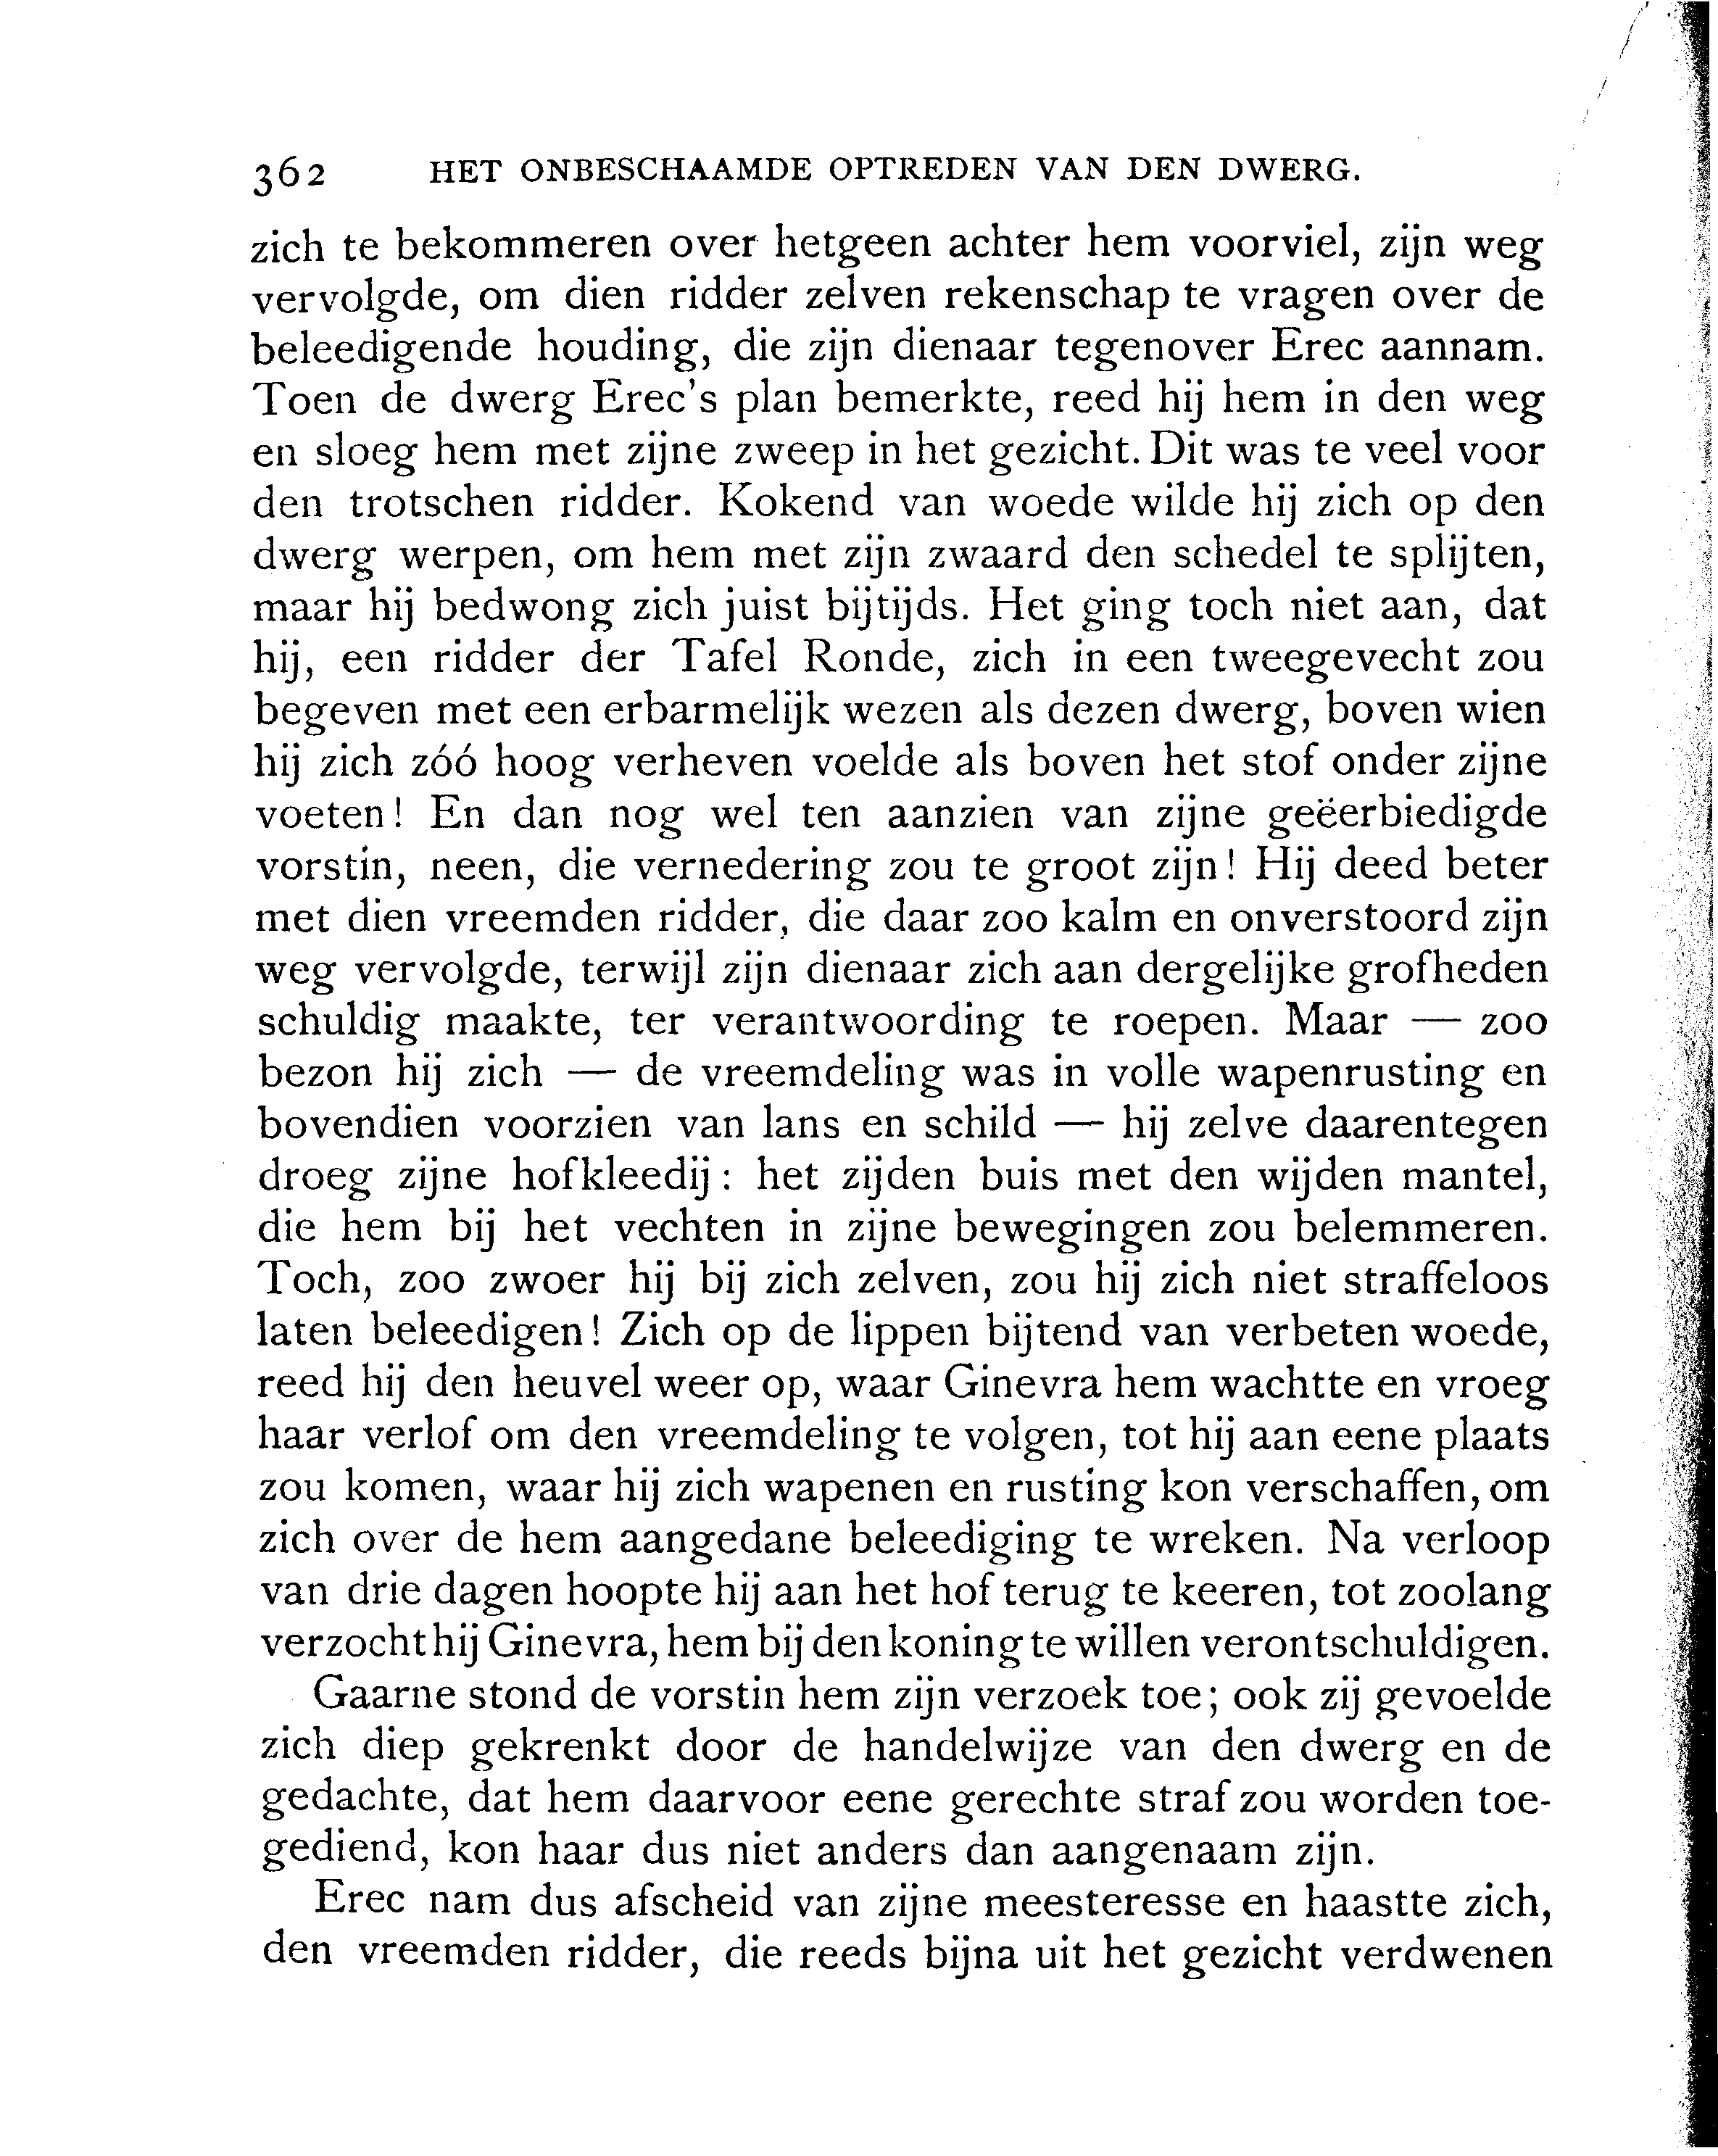 362 HET ONBESCHAAMDE OPTREDEN VAN DEN DWERG.
zich te bekommeren over hetgeen achter hem voorviel, zijn weg
vervolgde, om dien ridder zelven rekenschap te vragen over de
beleedigende houding, die zijn dienaar tegenover Erec aannam.
Toen de dwerg Erec's plan bemerkte, reed hij hem in den weg
en sloeg hem met zijne zweep in het gezicht. Dit was te veel voor
den trotschen ridder. Kokend van woede wilde hij zich op den
dwerg werpen, om hem met zijn zwaard den schedel te splijten,
maar hij bedwong zich juist bijtijds. Het ging toch niet aan, dat
hij, een ridder der Tafel Ronde, zich in een tweegevecht zou
begeven met een erbarmelijk wezen als dezen dwerg, boven wien
hij zich zóó hoog verheven voelde als boven het stof onder zijne
voeten! En dan nog wel ten aanzien van zijne geëerbiedigde
vorstin, neen, die vernedering zou te groot zijn! Hij deed beter
met dien vreemden ridder, die daar zoo kalm en onverstoord zijn
weg vervolgde, terwijl zijn dienaar zich aan dergelijke grofheden
schuldig maakte, ter verantwoording te roepen. Maar — zoo
bezon hij zich — de vreemdeling was in volle wapenrusting en
bovendien voorzien van lans en schild — hij zelve daarentegen
droeg zijne hofkleedij: het zijden buis met den wijden mantel,
die hem bij het vechten in zijne bewegingen zou belemmeren.
Toch, zoo zwoer hij bij zich zelven, zou hij zich niet straffeloos
laten beleedigen! Zich op de lippen bijtend van verbeten woede,
reed hij den heuvel weer op, waar Ginevra hem wachtte en vroeg
haar verlof om den vreemdeling te volgen, tot hij aan eene plaats
zou komen, waar hij zich wapenen en rusting kon verschaffen, om
zich over de hem aangedane beleediging te wreken. Na verloop
van drie dagen hoopte hij aan het hof terug te keeren, tot zoolang
verzocht hij Ginevra, hem bij den koning te willen verontschuldigen.
Gaarne stond de vorstin hem zijn verzoek toe; ook zij gevoelde
zich diep gekrenkt door de handelwijze van den dwerg en de
gedachte, dat hem daarvoor eene gerechte straf zou worden toe-
gediend, kon haar dus niet anders dan aangenaam zijn.
Erec nam dus afscheid van zijne meesteresse en haastte zich,
den vreemden ridder, die reeds bijna uit het gezicht verdwenen